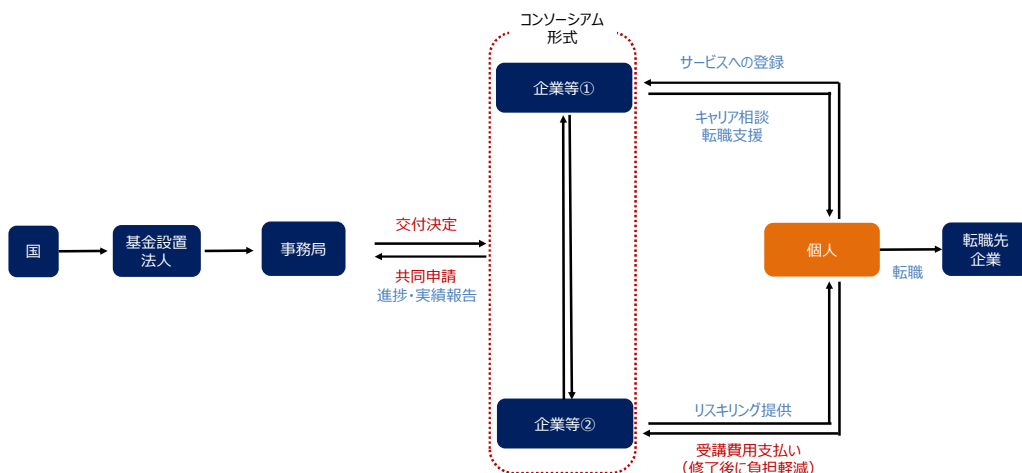 コンソーシアム
形式
企業等①
サービスへの登録
キャリア相談
転職支援
国
基金設置
法人
事務局
交付決定
共同申請
進捗・実績報告
個人
転職
転職先
企業
企業等②
リスキリング提供
受講費用支払い
（修了後に負担軽減）